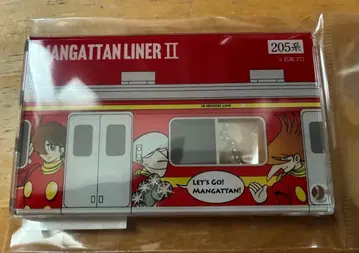 MANGATTAN LINER II
205系
LET'S GO!
MANGATTAN!